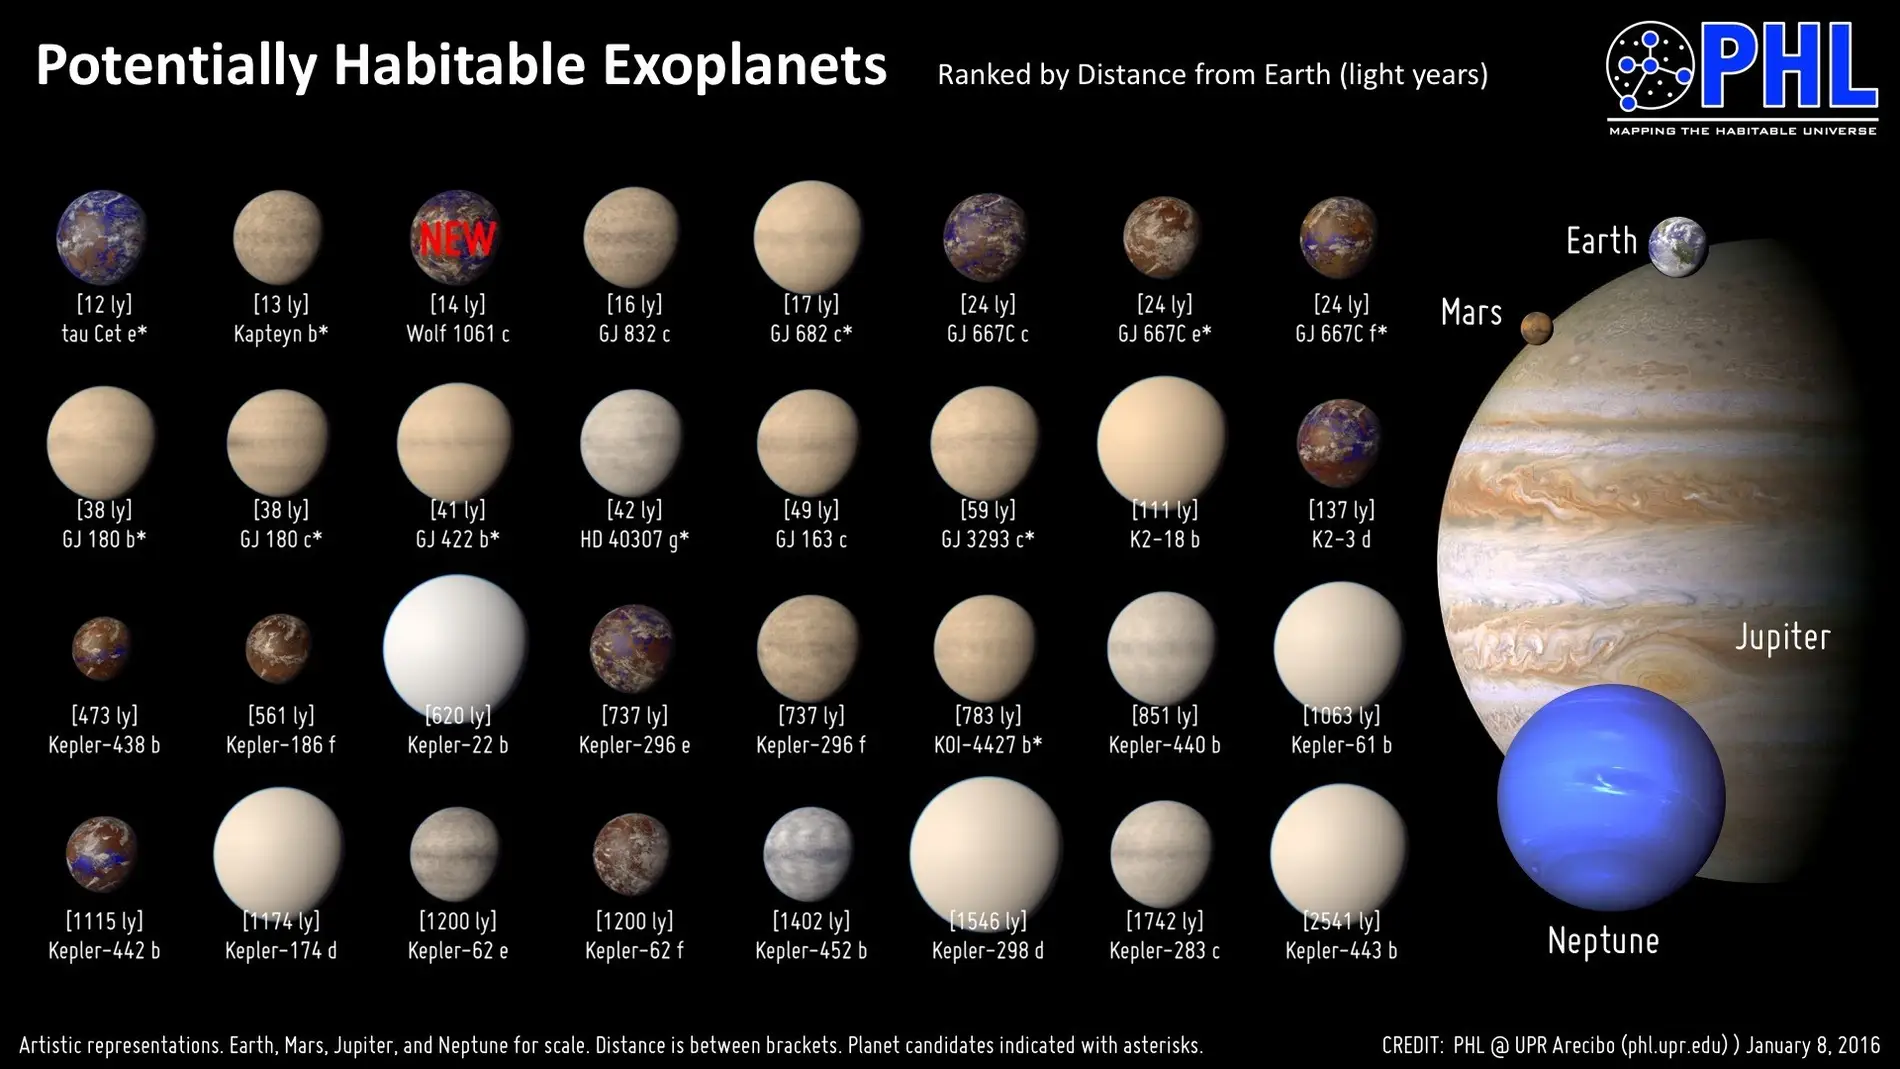 Potentially Habitable Exoplanets
Ranked by Distance from Earth (light years)
PHL
MAPPING THE HABITABLE UNIVERSE
NEW
[12 ly]
tau Cet e*
[13 ly]
Kapteyn b*
[14 ly]
Wolf 1061 c
[16 ly]
GJ 832 c
[17 ly]
GJ 682 c*
[24 ly]
GJ 667C c
[24 ly]
GJ 667C e*
[24 ly]
GJ 667C f*
[38 ly]
GJ 180 b*
[38 ly]
GJ 180 c*
[41 ly]
GJ 422 b*
[42 ly]
HD 40307 g*
[49 ly]
GJ 163 c
[59 ly]
GJ 3293 c*
[111 ly]
K2-18 b
[137 ly]
K2-3 d
[473 ly]
Kepler-438 b
[561 ly]
Kepler-186 f
[620 ly]
Kepler-22 b
[737 ly]
Kepler-296 e
[737 ly]
Kepler-296 f
[783 ly]
KOI-4427 b*
[851 ly]
Kepler-440 b
[1063 ly]
Kepler-61 b
[1115 ly]
Kepler-442 b
[1174 ly]
Kepler-174 d
[1200 ly]
Kepler-62 e
[1200 ly]
Kepler-62 f
[1402 ly]
Kepler-452 b
[1546 ly]
Kepler-298 d
[1742 ly]
Kepler-283 c
[2541 ly]
Kepler-443 b
Earth
Mars
Jupiter
Neptune
Artistic representations. Earth, Mars, Jupiter, and Neptune for scale. Distance is between brackets. Planet candidates indicated with asterisks.
CREDIT: PHL @ UPR Arecibo (phl.upr.edu) ) January 8, 2016